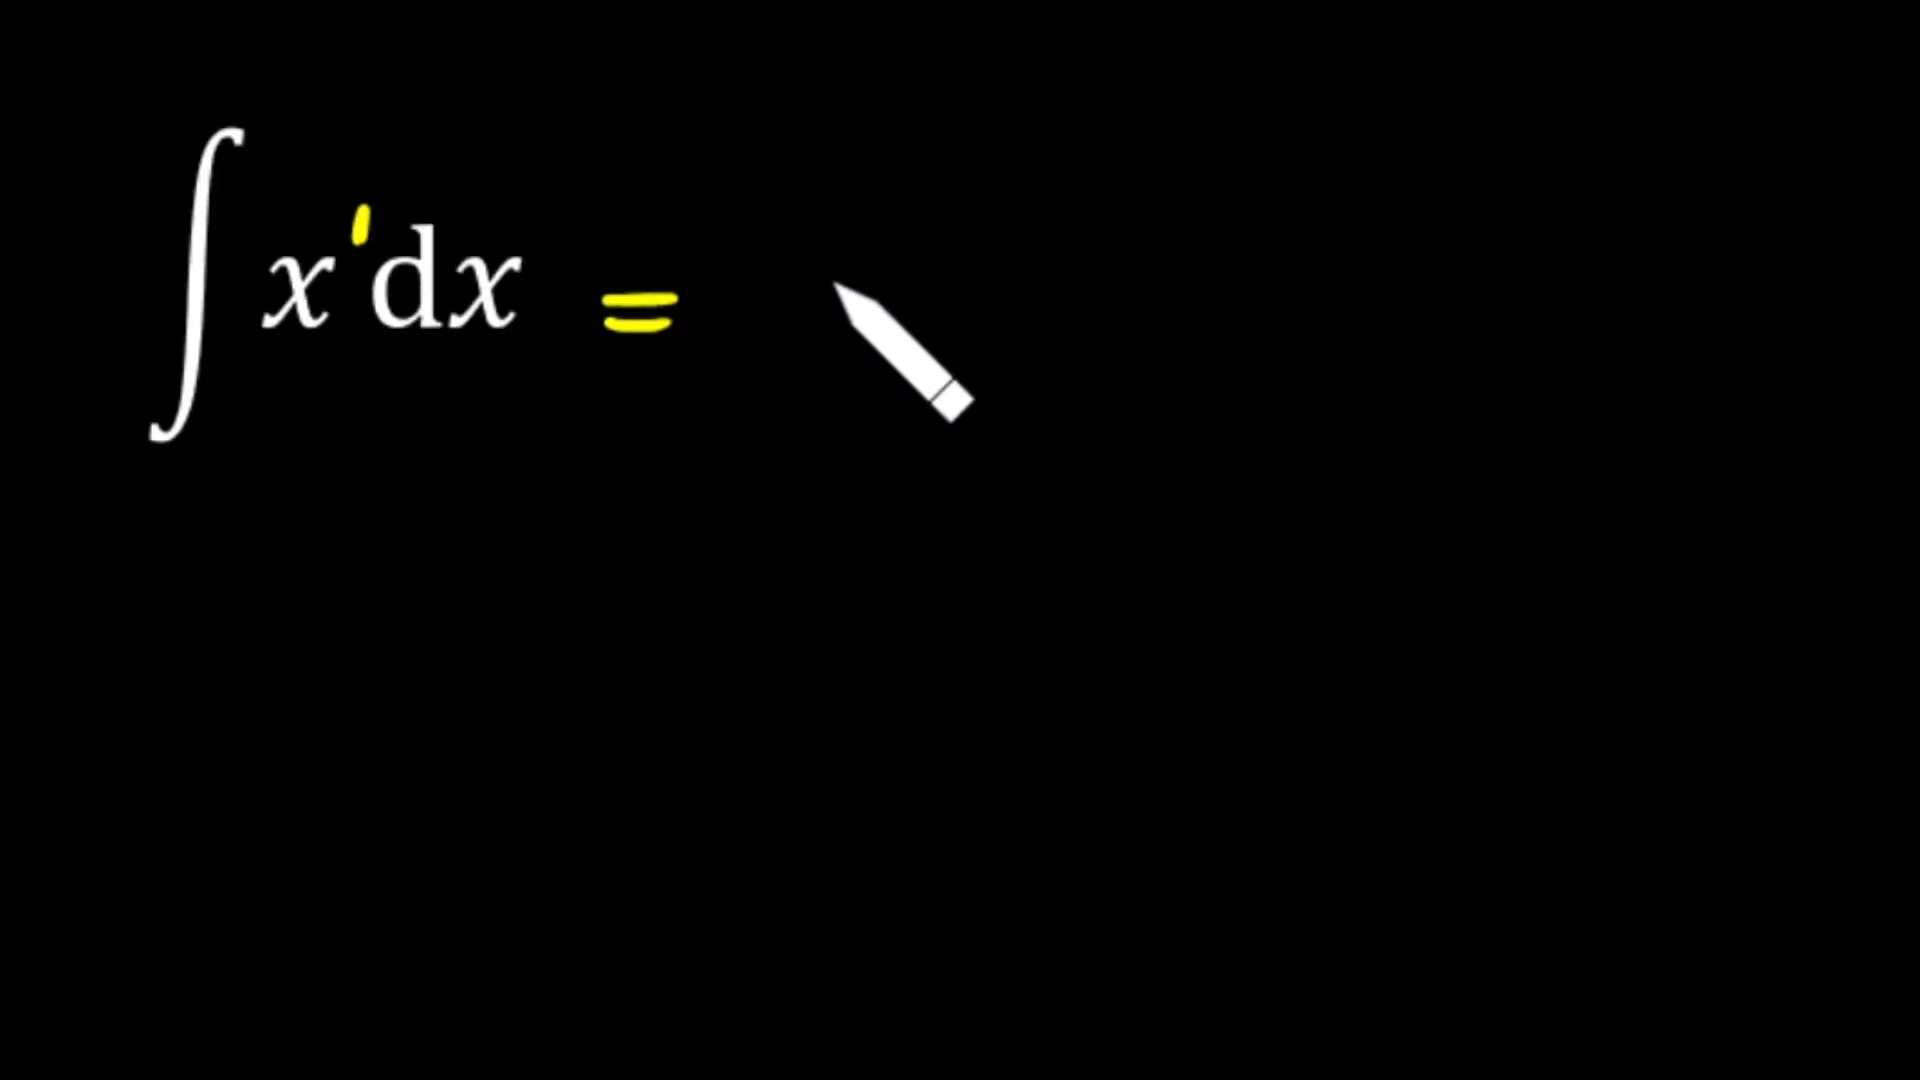 ∫ x' dx =